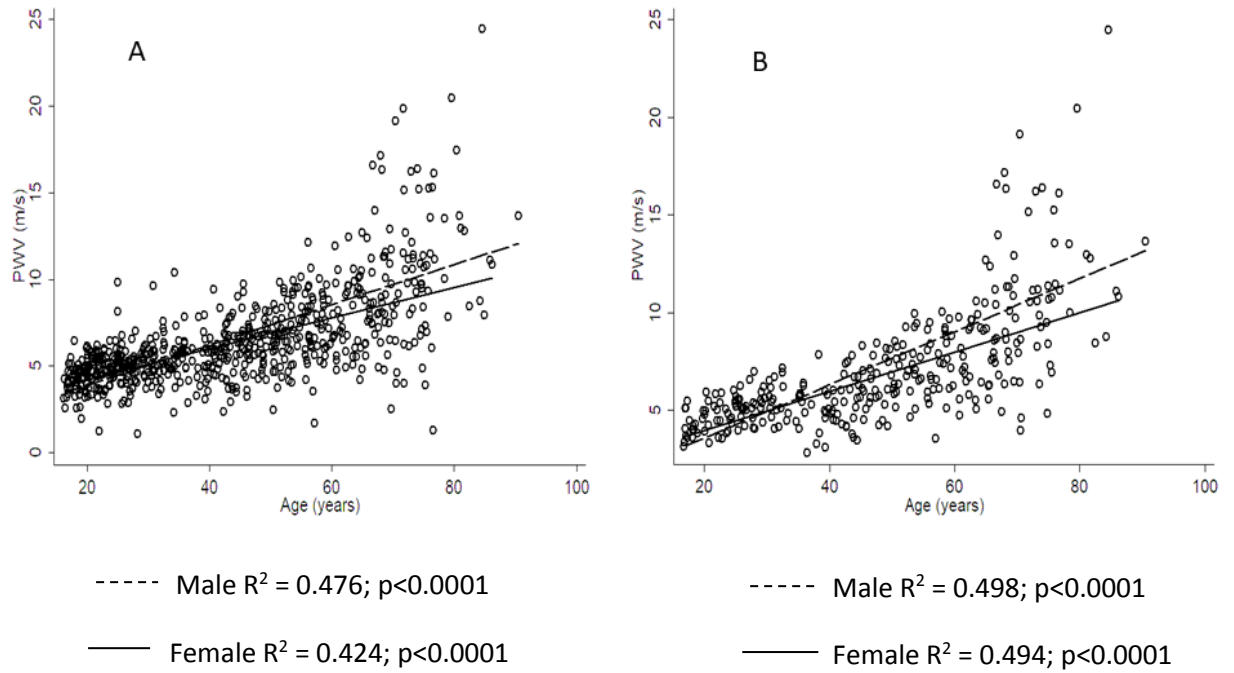 A
25
20
15
10
5
0
PWV (m/s)
20 40 60 80 100
Age (years)
B
25
20
15
10
5
PWV (m/s)
20 40 60 80 100
Age (years)
Male R² = 0.476; p<0.0001
Female R² = 0.424; p<0.0001
Male R² = 0.498; p<0.0001
Female R² = 0.494; p<0.0001